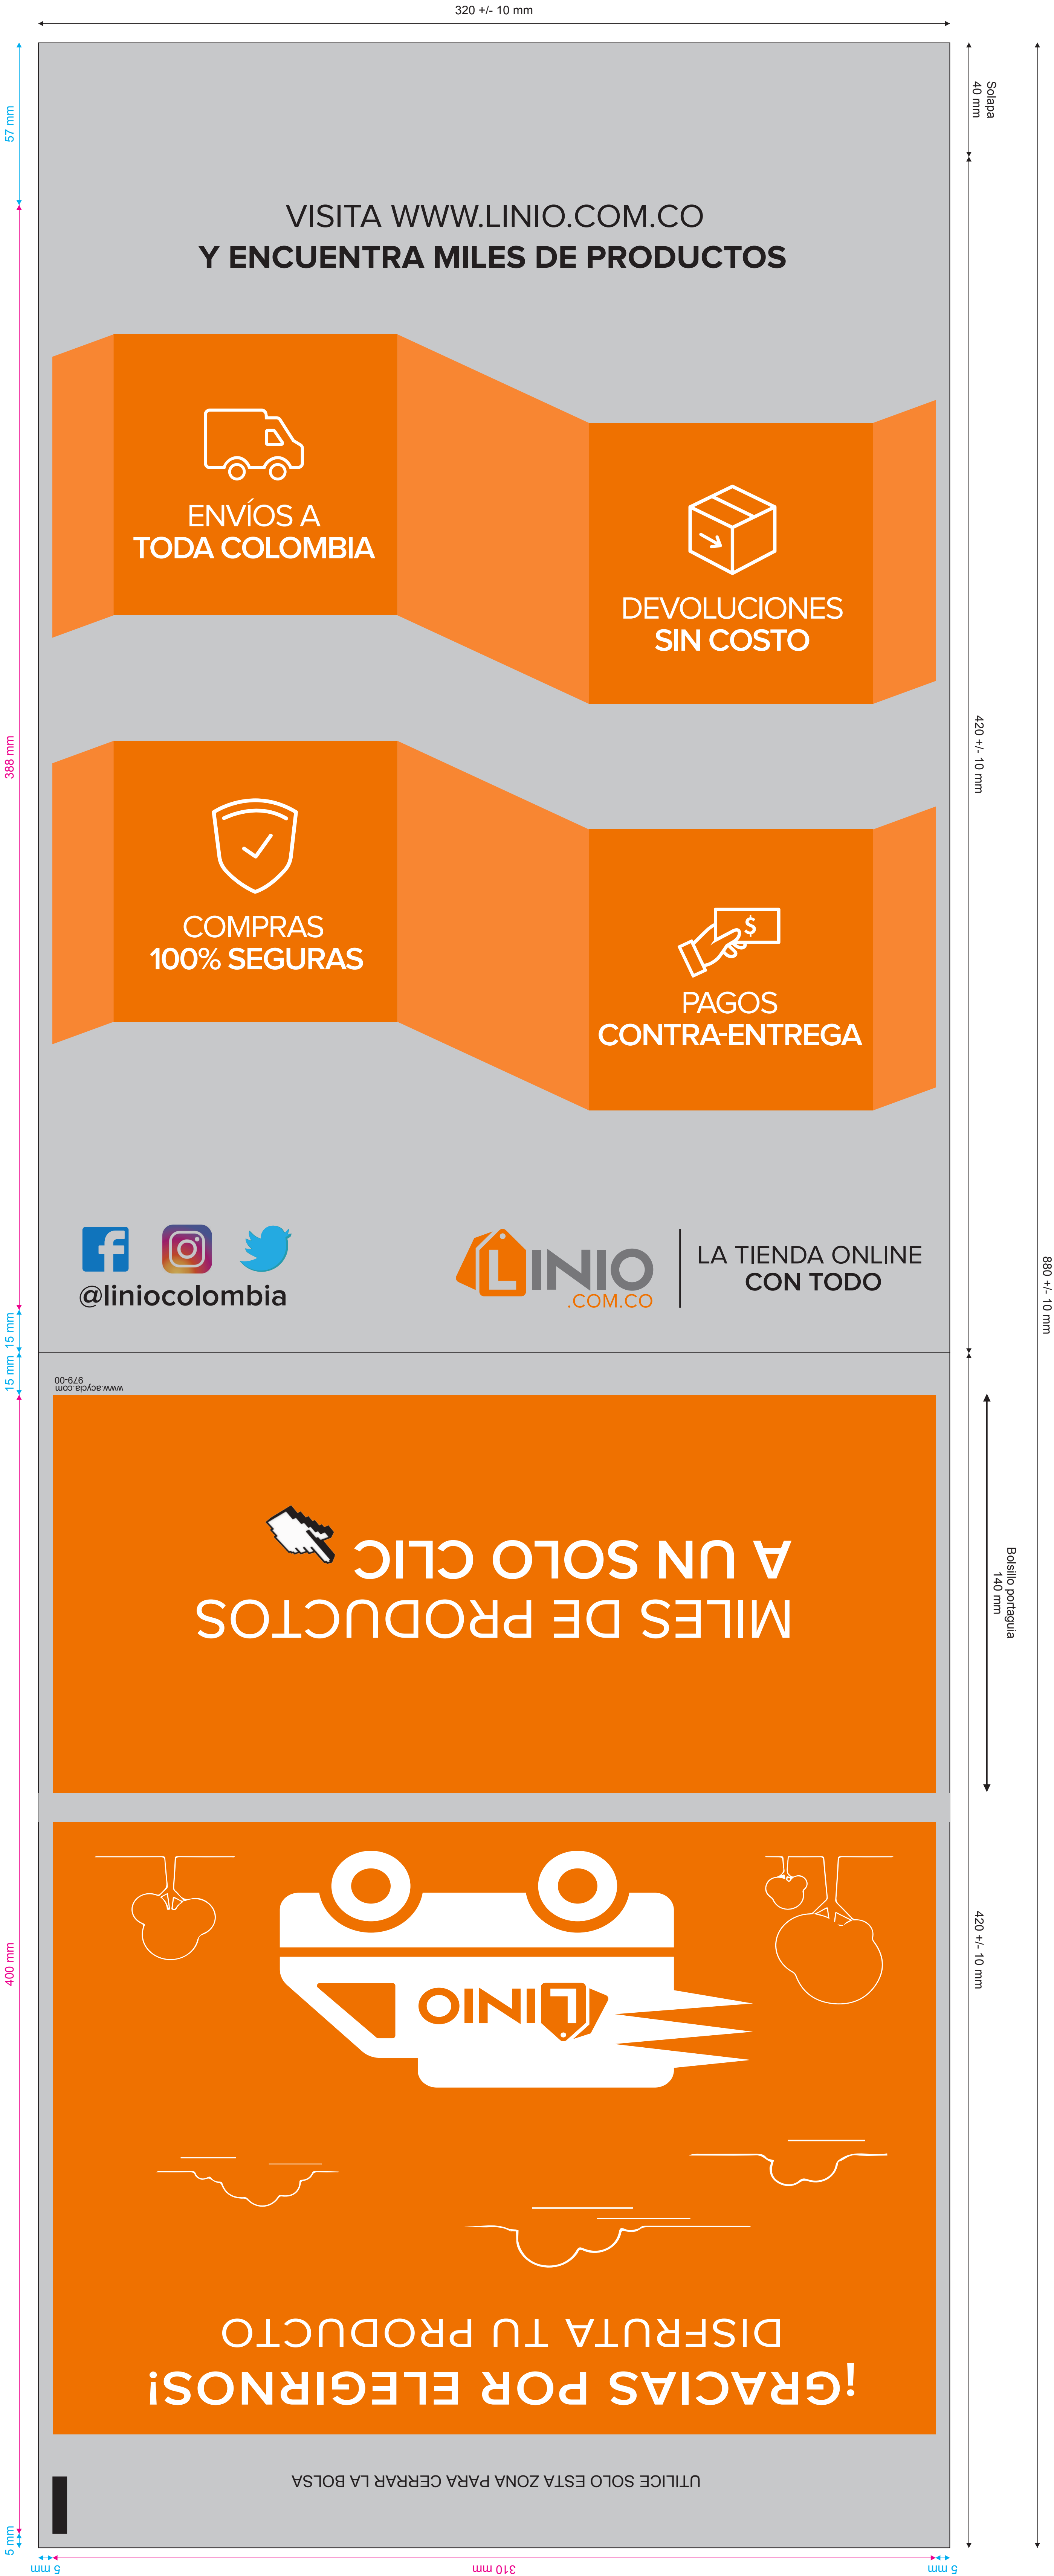 320 +/- 10 mm
57 mm
Solapa
40 mm
VISITA WWW.LINIO.COM.CO
Y ENCUENTRA MILES DE PRODUCTOS
ENVÍOS A
TODA COLOMBIA
DEVOLUCIONES
SIN COSTO
388 mm
420 +/- 10 mm
COMPRAS
100% SEGURAS
$
PAGOS
CONTRA-ENTREGA
@liniocolombia
LINIO
.COM.CO
LA TIENDA ONLINE
CON TODO
880 +/- 10 mm
15 mm
15 mm
www.acycia.com
979-00
MILES DE PRODUCTOS
A UN SOLO CLIC
Bolsillo portaguia
140 mm
UTILICE SOLO ESTA ZONA PARA CERRAR LA BOLSA
¡GRACIAS POR ELEGIRNOS!
DISFRUTA TU PRODUCTO
LINIO
400 mm
420 +/- 10 mm
5 mm
5 mm
310 mm
5 mm